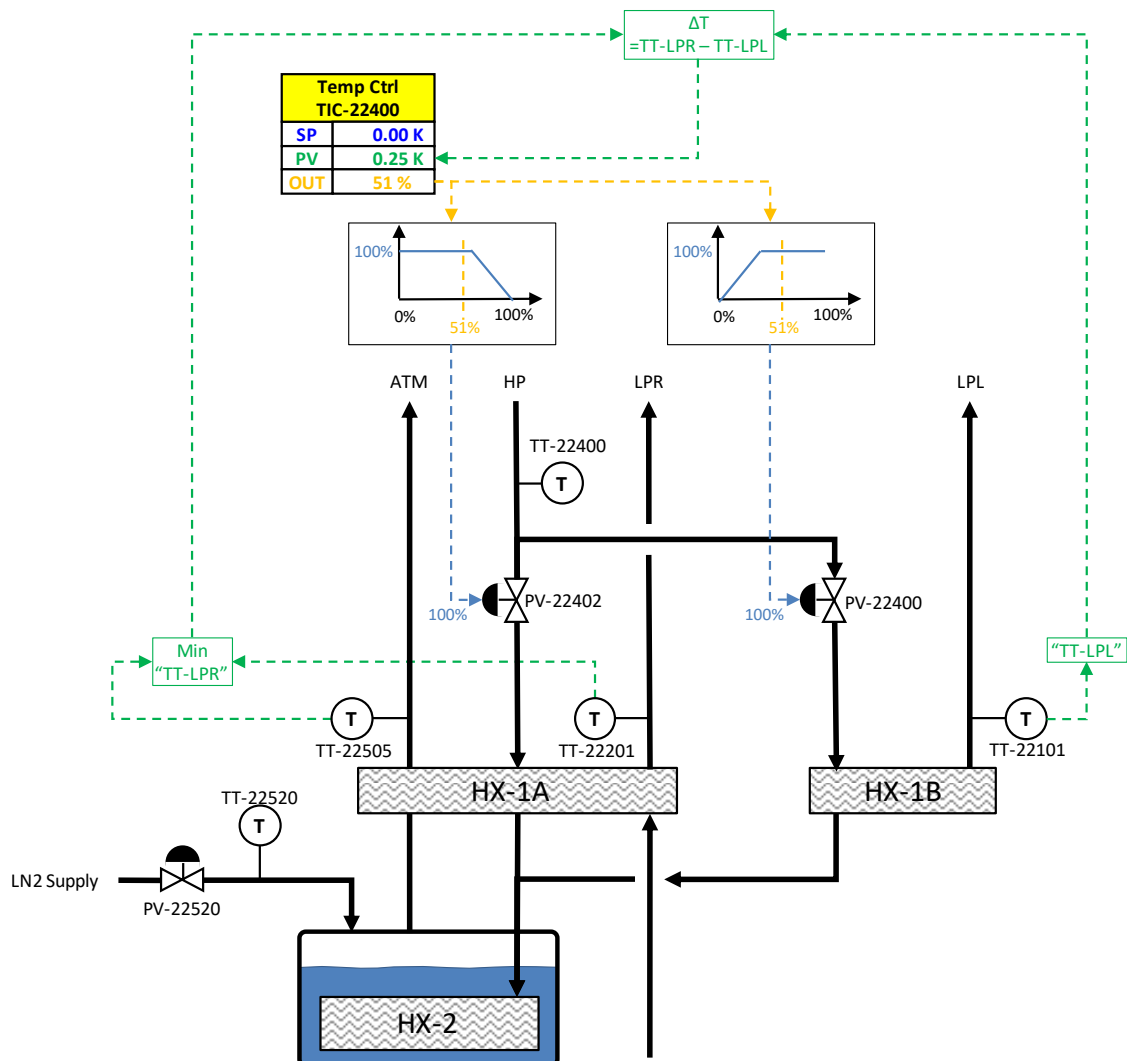 ΔT
=TT-LPR – TT-LPL
Temp Ctrl
TIC-22400
SP 0.00 K
PV 0.25 K
OUT 51 %
100%
0%
100%
51%
100%
0%
100%
51%
ATM
HP
LPR
LPL
TT-22400
T
PV-22402
100%
PV-22400
100%
Min
“TT-LPR”
“TT-LPL”
T
TT-22505
T
TT-22201
T
TT-22101
HX-1A
HX-1B
TT-22520
T
LN2 Supply
PV-22520
HX-2